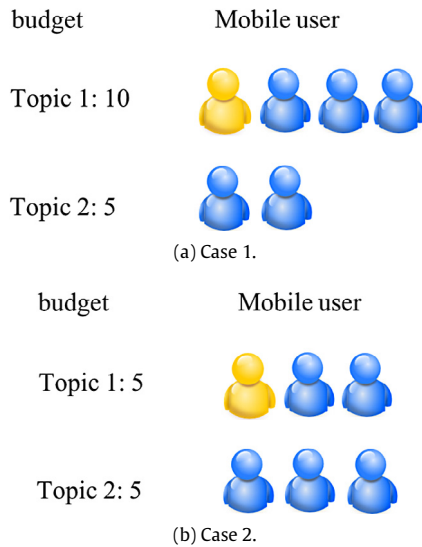 budget Mobile user
Topic 1: 10
Topic 2: 5
(a) Case 1.
budget Mobile user
Topic 1: 5
Topic 2: 5
(b) Case 2.